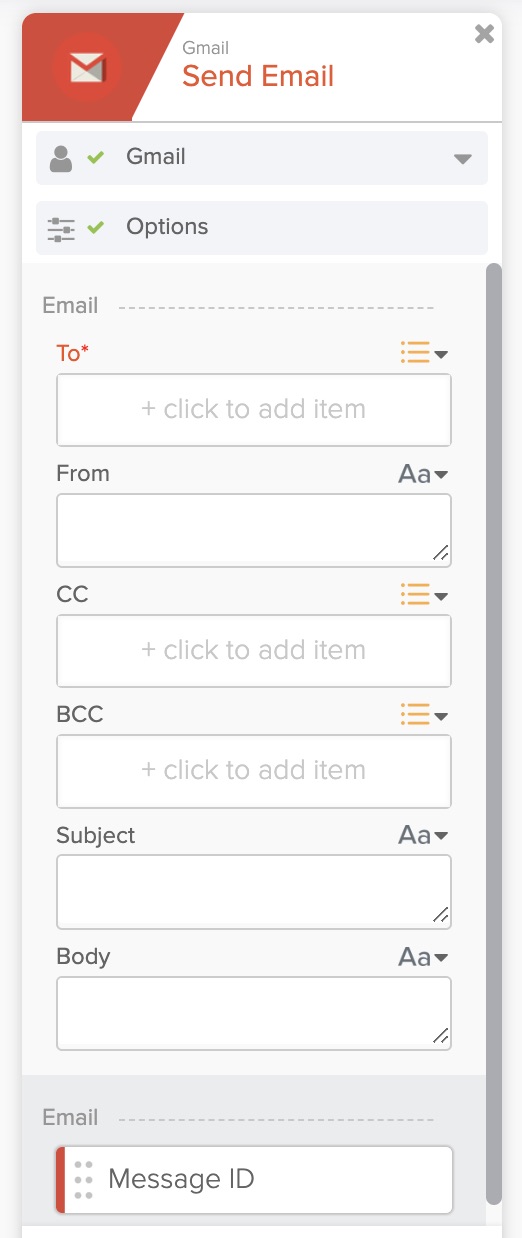 Gmail
Send Email
Gmail
Options
Email
To*
+ click to add item
From
Aa
CC
+ click to add item
BCC
+ click to add item
Subject
Aa
Body
Aa
Email
Message ID